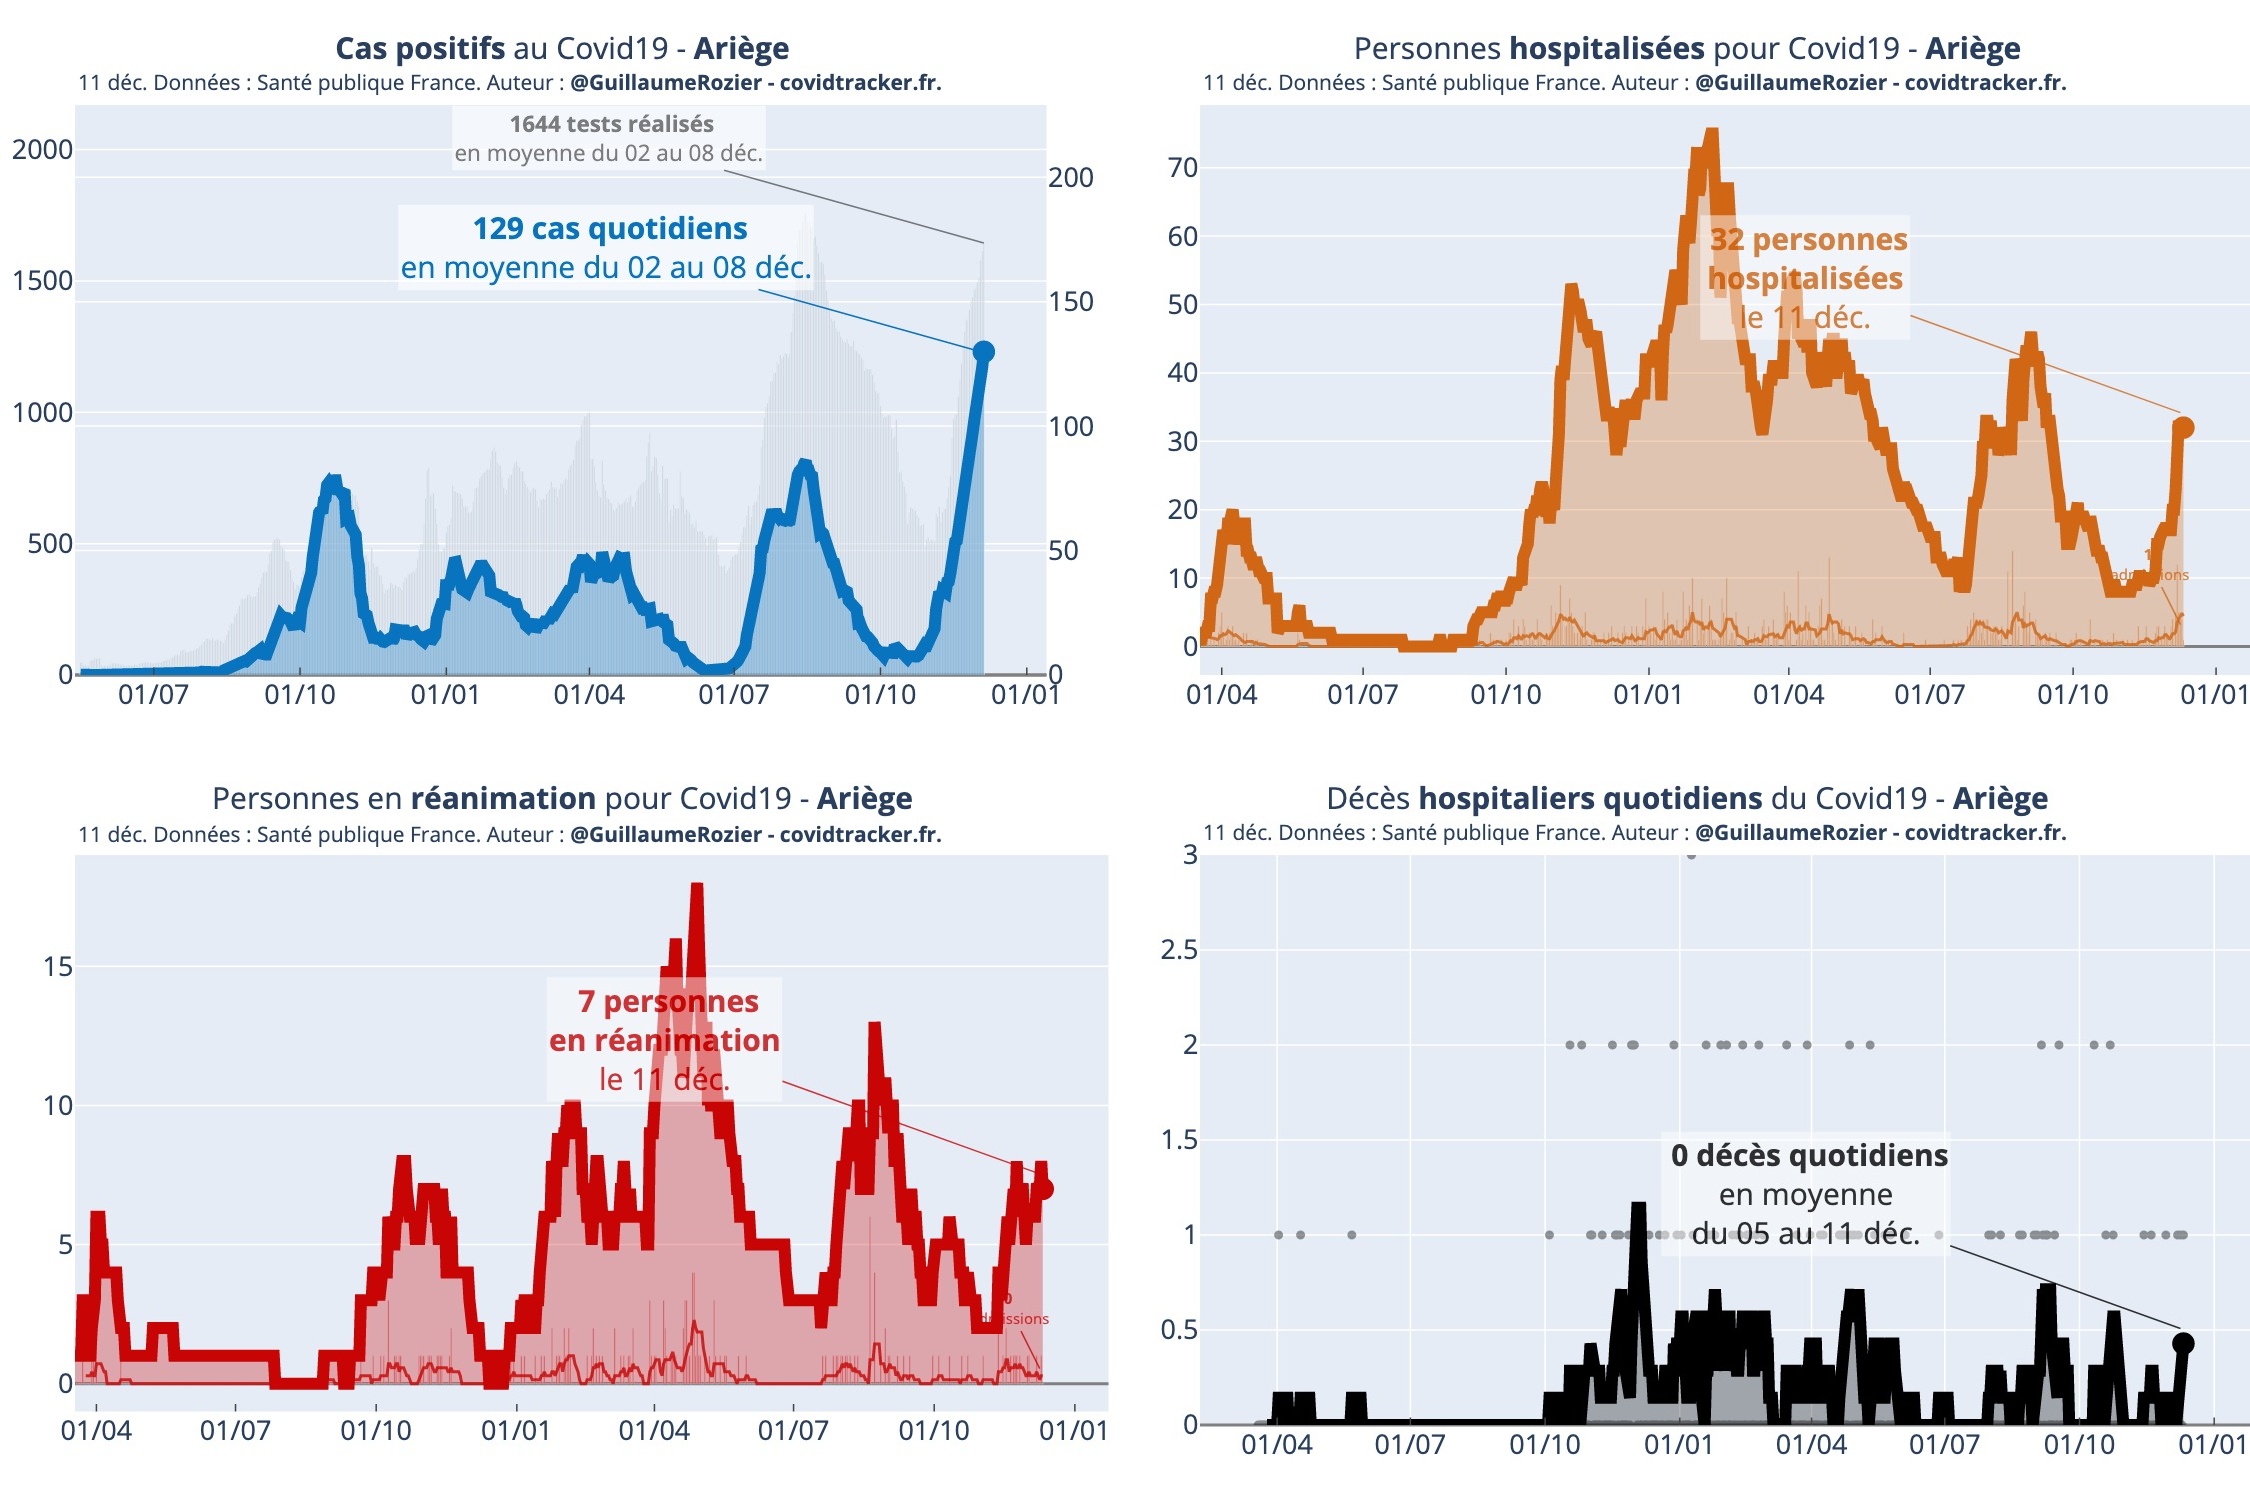 Cas positifs au Covid19 - Ariège
11 déc. Données : Santé publique France. Auteur : @GuillaumeRozier - covidtracker.fr.
1644 tests réalisés
en moyenne du 02 au 08 déc.
129 cas quotidiens
en moyenne du 02 au 08 déc.
2000
1500
1000
500
0
200
150
100
50
0
01/07 01/10 01/01 01/04 01/07 01/10 01/01
Personnes hospitalisées pour Covid19 - Ariège
11 déc. Données : Santé publique France. Auteur : @GuillaumeRozier - covidtracker.fr.
32 personnes
hospitalisées
le 11 déc.
70
60
50
40
30
20
10
0
01/04 01/07 01/10 01/01 01/04 01/07 01/10 01/01
Personnes en réanimation pour Covid19 - Ariège
11 déc. Données : Santé publique France. Auteur : @GuillaumeRozier - covidtracker.fr.
7 personnes
en réanimation
le 11 déc.
15
10
5
0
01/04 01/07 01/10 01/01 01/04 01/07 01/10 01/01
Décès hospitaliers quotidiens du Covid19 - Ariège
11 déc. Données : Santé publique France. Auteur : @GuillaumeRozier - covidtracker.fr.
0 décès quotidiens
en moyenne
du 05 au 11 déc.
3
2.5
2
1.5
1
0.5
0
01/04 01/07 01/10 01/01 01/04 01/07 01/10 01/01